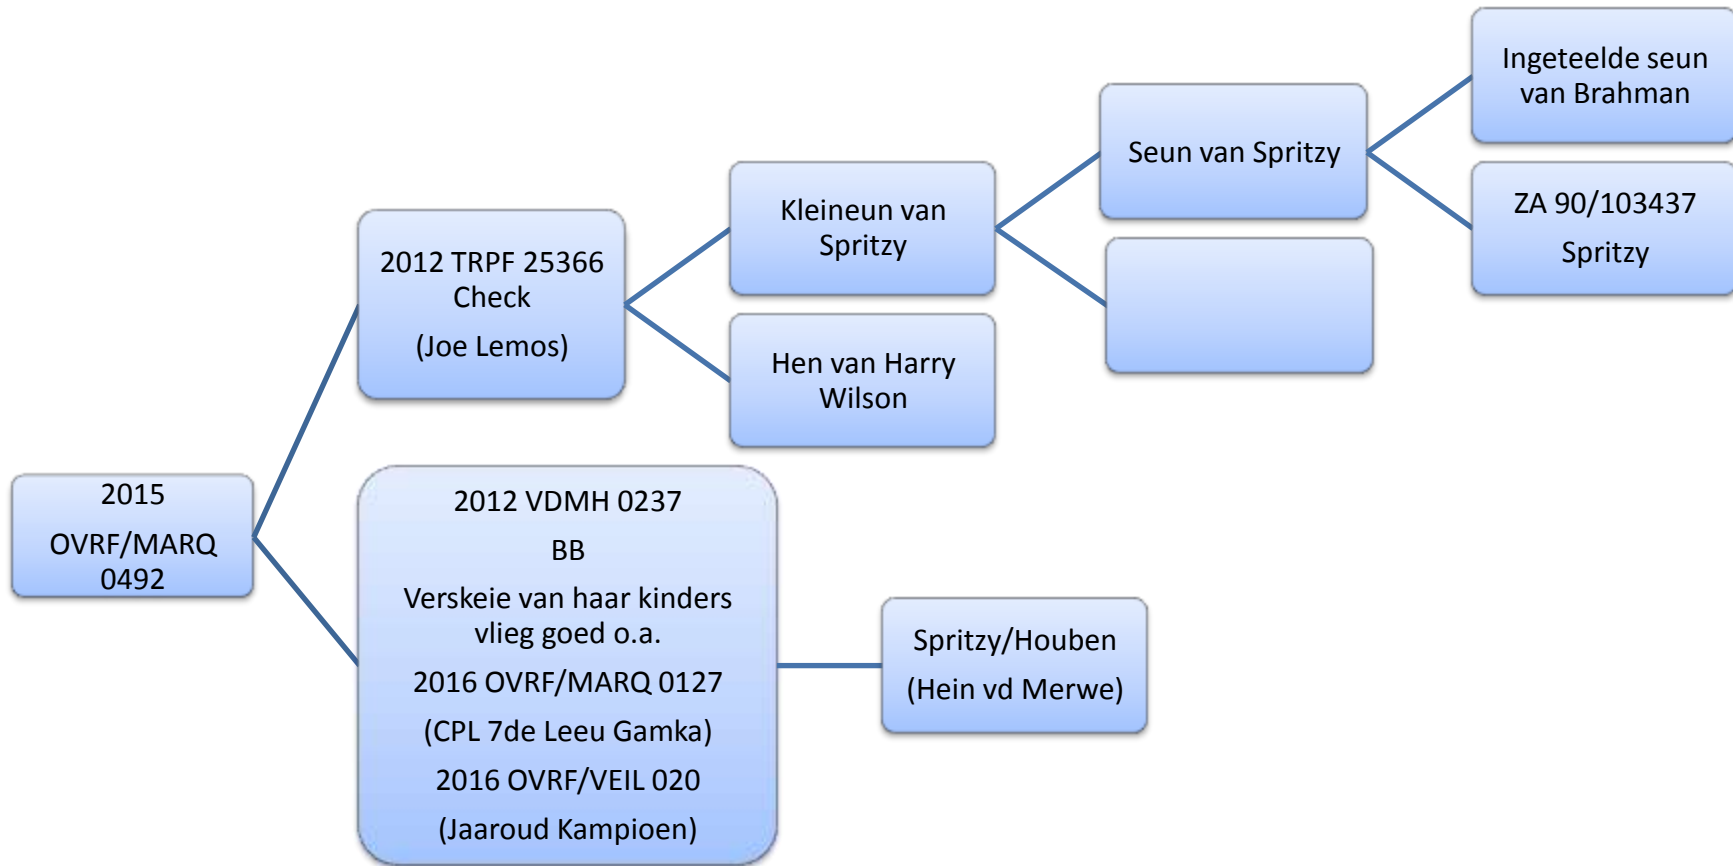 2015
OVRF/MARQ
0492
2012 TRPF 25366
Check
(Joe Lemos)
2012 VDMH 0237
BB
Verskeie van haar kinders
vlieg goed o.a.
2016 OVRF/MARQ 0127
(CPL 7de Leeu Gamka)
2016 OVRF/VEIL 020
(Jaaroud Kampioen)
Kleineun van
Spritzy
Hen van Harry
Wilson
Spritzy/Houben
(Hein vd Merwe)
Seun van Spritzy
Ingeteelde seun
van Brahman
ZA 90/103437
Spritzy